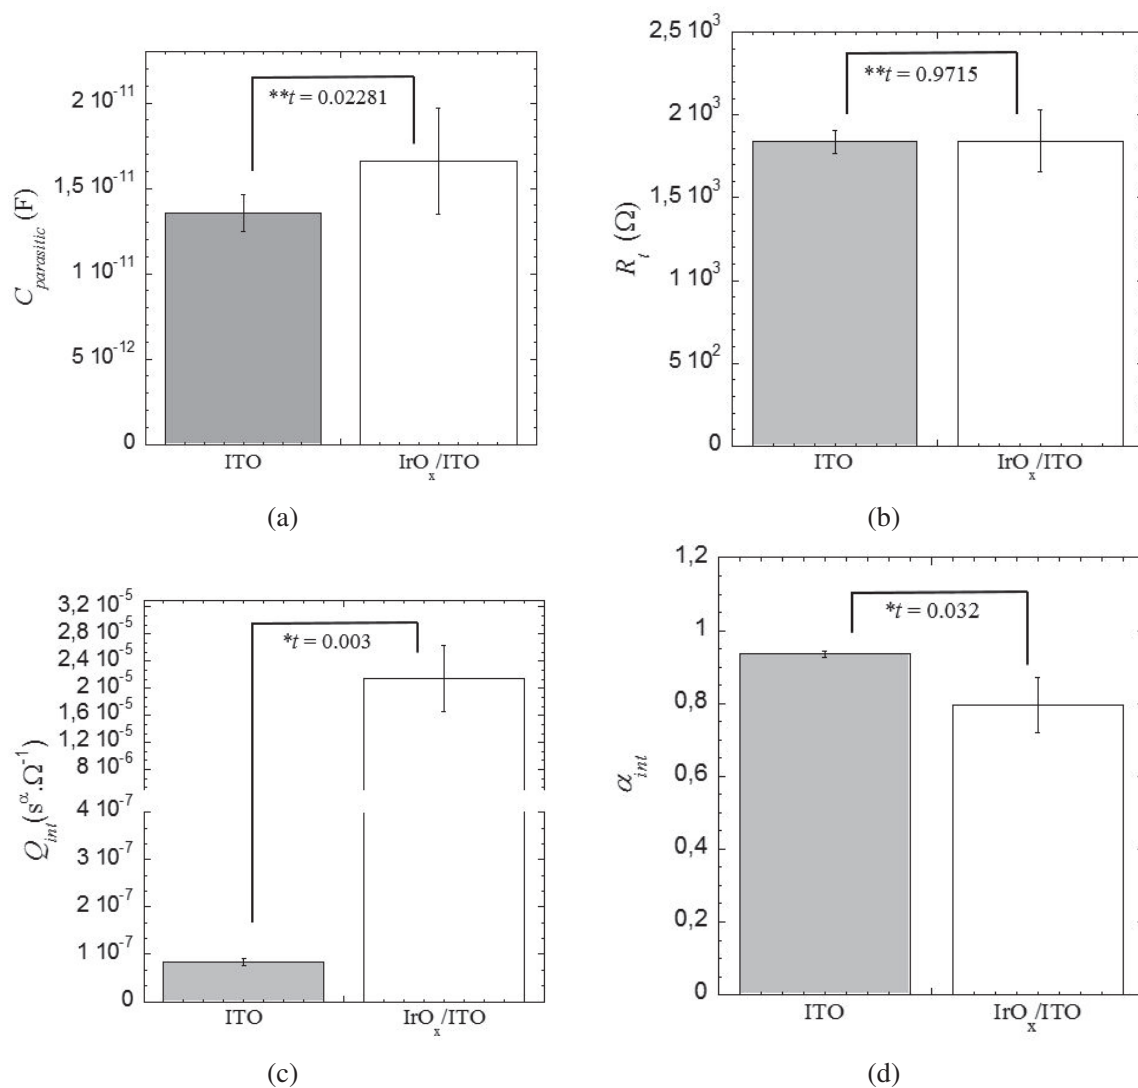 C_parasitic (F)
2 10⁻¹¹
1,5 10⁻¹¹
1 10⁻¹¹
5 10⁻¹²
0
**t = 0.02281
ITO
IrOₓ/ITO
(a)
R_t (Ω)
2,5 10³
2 10³
1,5 10³
1 10³
5 10²
0
**t = 0.9715
ITO
IrOₓ/ITO
(b)
Q_int (s^α.Ω⁻¹)
3,2 10⁻⁵
2,8 10⁻⁵
2,4 10⁻⁵
2 10⁻⁵
1,6 10⁻⁵
1,2 10⁻⁵
8 10⁻⁶
4 10⁻⁷
3 10⁻⁷
2 10⁻⁷
1 10⁻⁷
0
*t = 0.003
ITO
IrOₓ/ITO
(c)
α_int
1,2
1
0,8
0,6
0,4
0,2
0
*t = 0.032
ITO
IrOₓ/ITO
(d)